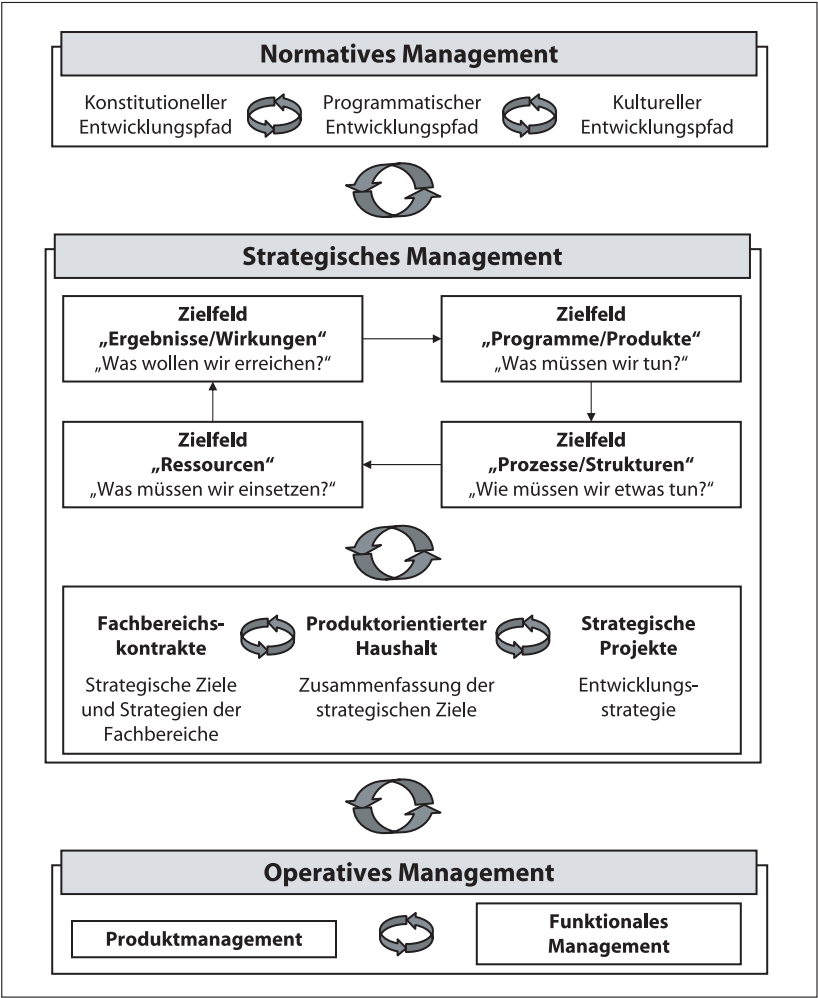 Normatives Management
Konstitutioneller
Entwicklungspfad
Programmatischer
Entwicklungspfad
Kultureller
Entwicklungspfad
Strategisches Management
Zielfeld
„Ergebnisse/Wirkungen“
„Was wollen wir erreichen?“
Zielfeld
„Programme/Produkte“
„Was müssen wir tun?“
Zielfeld
„Ressourcen“
„Was müssen wir einsetzen?“
Zielfeld
„Prozesse/Strukturen“
„Wie müssen wir etwas tun?“
Fachbereichs-
kontrakte
Strategische Ziele
und Strategien der
Fachbereiche
Produktorientierter
Haushalt
Zusammenfassung der
strategischen Ziele
Strategische
Projekte
Entwicklungs-
strategie
Operatives Management
Produktmanagement
Funktionales
Management